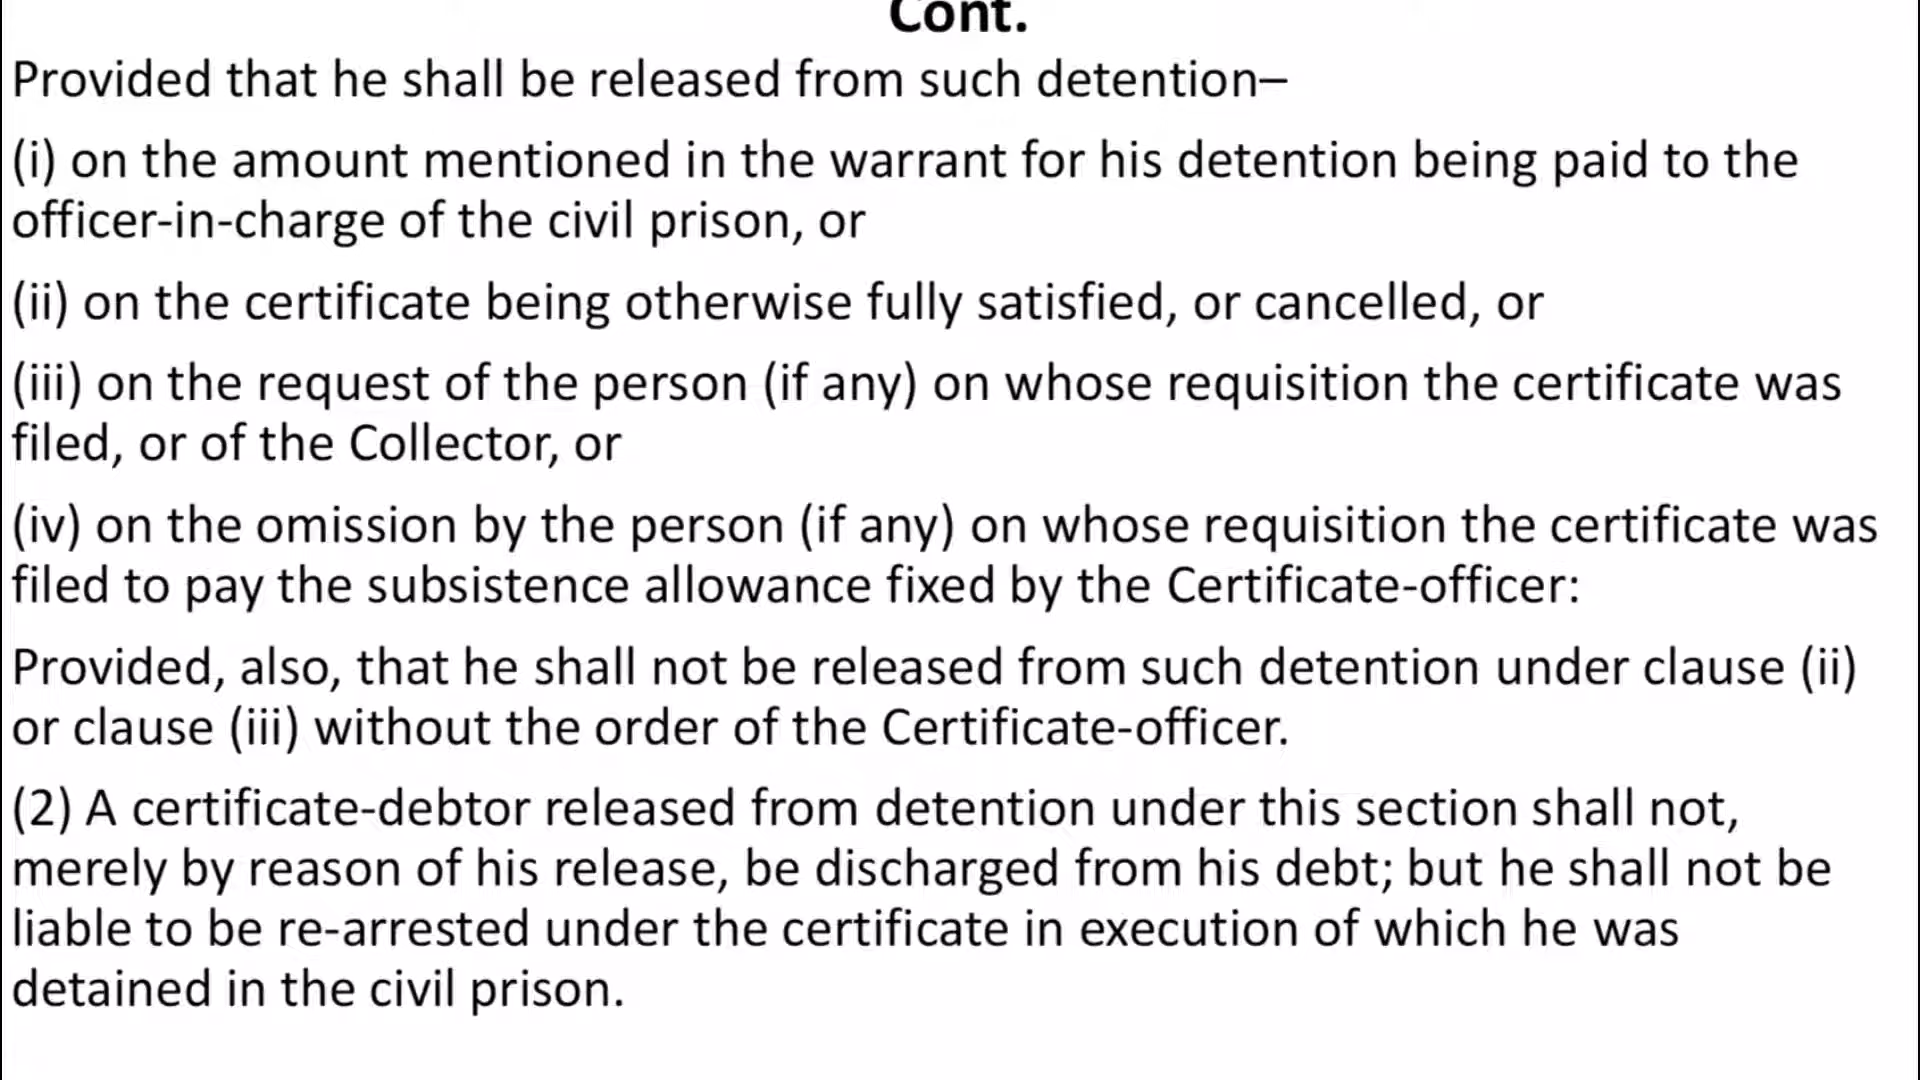 Cont.
Provided that he shall be released from such detention–
(i) on the amount mentioned in the warrant for his detention being paid to the
officer-in-charge of the civil prison, or
(ii) on the certificate being otherwise fully satisfied, or cancelled, or
(iii) on the request of the person (if any) on whose requisition the certificate was
filed, or of the Collector, or
(iv) on the omission by the person (if any) on whose requisition the certificate was
filed to pay the subsistence allowance fixed by the Certificate-officer:
Provided, also, that he shall not be released from such detention under clause (ii)
or clause (iii) without the order of the Certificate-officer.
(2) A certificate-debtor released from detention under this section shall not,
merely by reason of his release, be discharged from his debt; but he shall not be
liable to be re-arrested under the certificate in execution of which he was
detained in the civil prison.